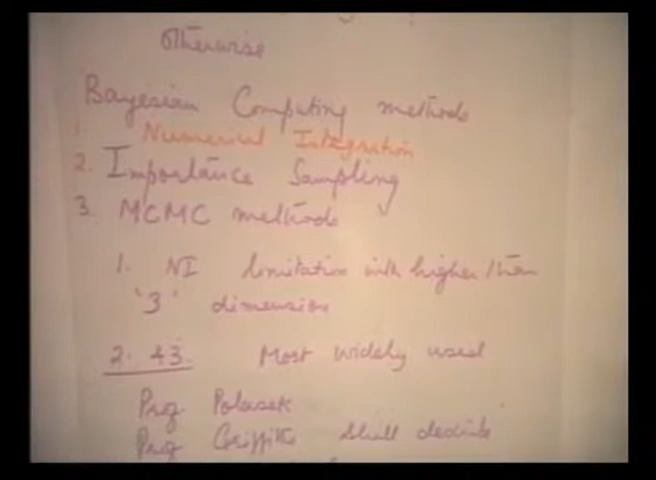 otherwise
Bayesian Computing methods
1. Numerical Integration
2. Importance Sampling
3. MCMC methods
1. NI limitation with higher than
'3' dimension
2. &3. Most widely used
Prof. Polasek
Prof. Griffiths shall